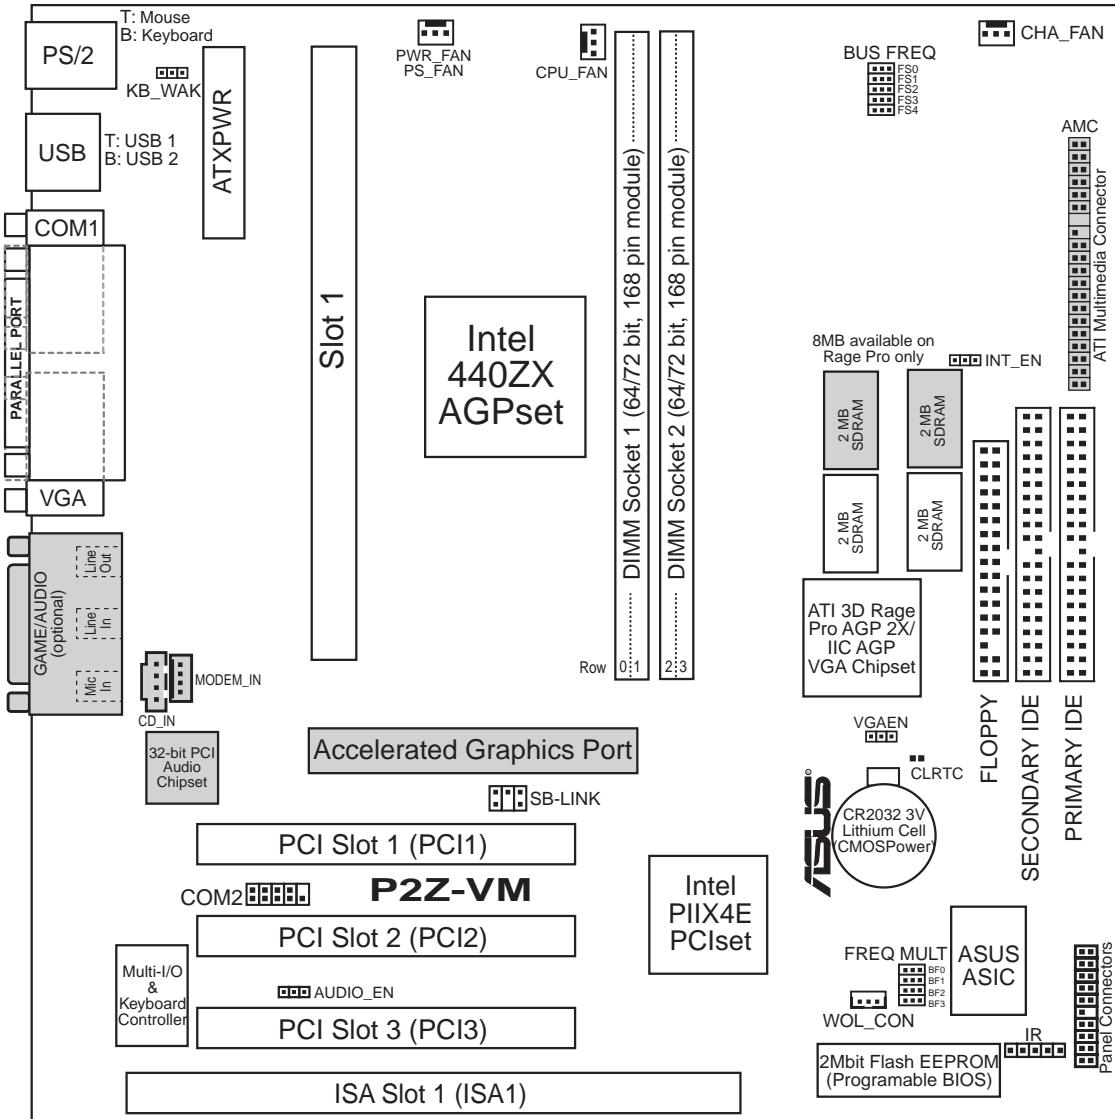 T: Mouse
B: Keyboard
PS/2
KB_WAK
PWR_FAN
PS_FAN
CPU_FAN
BUS FREQ
FS0
FS1
FS2
FS3
FS4
CHA_FAN
USB
T: USB 1
B: USB 2
ATXPWR
AMC
ATI Multimedia Connector
COM1
PARALLEL PORT
VGA
Slot 1
Intel
440ZX
AGPset
DIMM Socket 1 (64/72 bit, 168 pin module)
DIMM Socket 2 (64/72 bit, 168 pin module)
Row
0
1
2
3
8MB available on
Rage Pro only
INT_EN
2 MB
SDRAM
2 MB
SDRAM
2 MB
SDRAM
2 MB
SDRAM
ATI 3D Rage
Pro AGP 2X/
IIC AGP
VGA Chipset
GAME/AUDIO
(optional)
Line
Out
Line
In
Mic
In
MODEM_IN
CD_IN
32-bit PCI
Audio
Chipset
Accelerated Graphics Port
SB-LINK
VGAEN
CLRTC
FLOPPY
SECONDARY IDE
PRIMARY IDE
ASUS
R
CR2032 3V
Lithium Cell
(CMOSPower)
PCI Slot 1 (PCI1)
COM2
P2Z-VM
PCI Slot 2 (PCI2)
Intel
PIIX4E
PCIset
Multi-I/O
&
Keyboard
Controller
AUDIO_EN
PCI Slot 3 (PCI3)
FREQ MULT
BF0
BF1
BF2
BF3
ASUS
ASIC
WOL_CON
IR
Panel Connectors
2Mbit Flash EEPROM
(Programable BIOS)
ISA Slot 1 (ISA1)